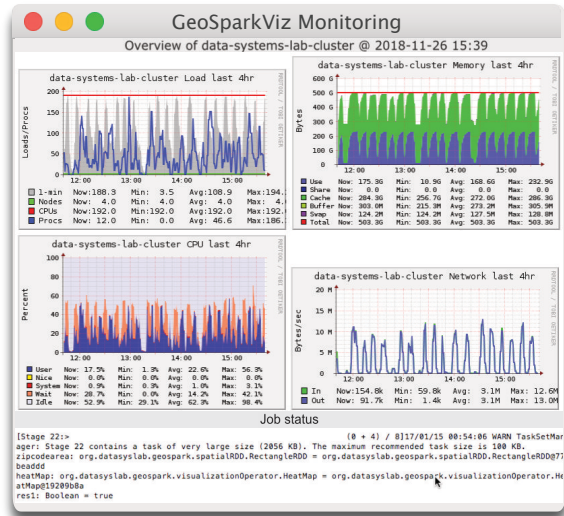 GeoSparkViz Monitoring
Overview of data-systems-lab-cluster @ 2018-11-26 15:39
data-systems-lab-cluster Load last 4hr
Loads/Procs
200
150
100
50
0
12:00 13:00 14:00 15:00
1-min Now:188.3 Min: 3.5 Avg:108.9 Max:194.
Nodes Now: 4.0 Min: 4.0 Avg: 4.0 Max: 4.
CPUs Now:192.0 Min:192.0 Avg:192.0 Max:192.
Procs Now: 12.0 Min: 0.0 Avg: 46.6 Max:186.
RRDTOOL / TOBI OETIKER
data-systems-lab-cluster Memory last 4hr
Bytes
600 G
500 G
400 G
300 G
200 G
100 G
0
12:00 13:00 14:00 15:00
Use Now:175.3G Min: 10.9G Avg:168.6G Max:232.9G
Share Now: 0.0 Min: 0.0 Avg: 0.0 Max: 0.0
Cache Now:284.3G Min:256.7G Avg:272.0G Max:286.3G
Buffer Now:303.0M Min:215.3M Avg:273.2M Max:305.9M
Swap Now:124.2M Min:124.2M Avg:127.5M Max:128.8M
Total Now:503.3G Min:503.3G Avg:503.3G Max:503.3G
RRDTOOL / TOBI OETIKER
data-systems-lab-cluster CPU last 4hr
Percent
100
80
60
40
20
0
12:00 13:00 14:00 15:00
User Now: 17.5% Min: 1.3% Avg: 22.6% Max: 56.3%
Nice Now: 0.0% Min: 0.0% Avg: 0.0% Max: 0.0%
System Now: 0.9% Min: 0.3% Avg: 1.0% Max: 3.1%
Wait Now: 28.7% Min: 0.0% Avg: 14.2% Max: 42.1%
Idle Now: 52.9% Min: 29.1% Avg: 62.3% Max: 98.4%
RRDTOOL / TOBI OETIKER
data-systems-lab-cluster Network last 4hr
Bytes/sec
20 M
15 M
10 M
5 M
0
12:00 13:00 14:00 15:00
In Now:154.8k Min: 59.8k Avg: 3.1M Max: 12.6M
Out Now: 91.7k Min: 1.4k Avg: 3.1M Max: 13.0M
RRDTOOL / TOBI OETIKER
Job status
[Stage 22:> (0 + 4) / 8]17/01/15 00:54:06 WARN TaskSetMan
ager: Stage 22 contains a task of very large size (2056 KB). The maximum recommended task size is 100 KB.
zipcodearea: org.datasyslab.geospark.spatialRDD.RectangleRDD = org.datasyslab.geospark.spatialRDD.RectangleRDD@77
beaddd
heatMap: org.datasyslab.geospark.visualizationOperator.HeatMap = org.datasyslab.geospark.visualizationOperator.He
atMap@19209b8a
res1: Boolean = true